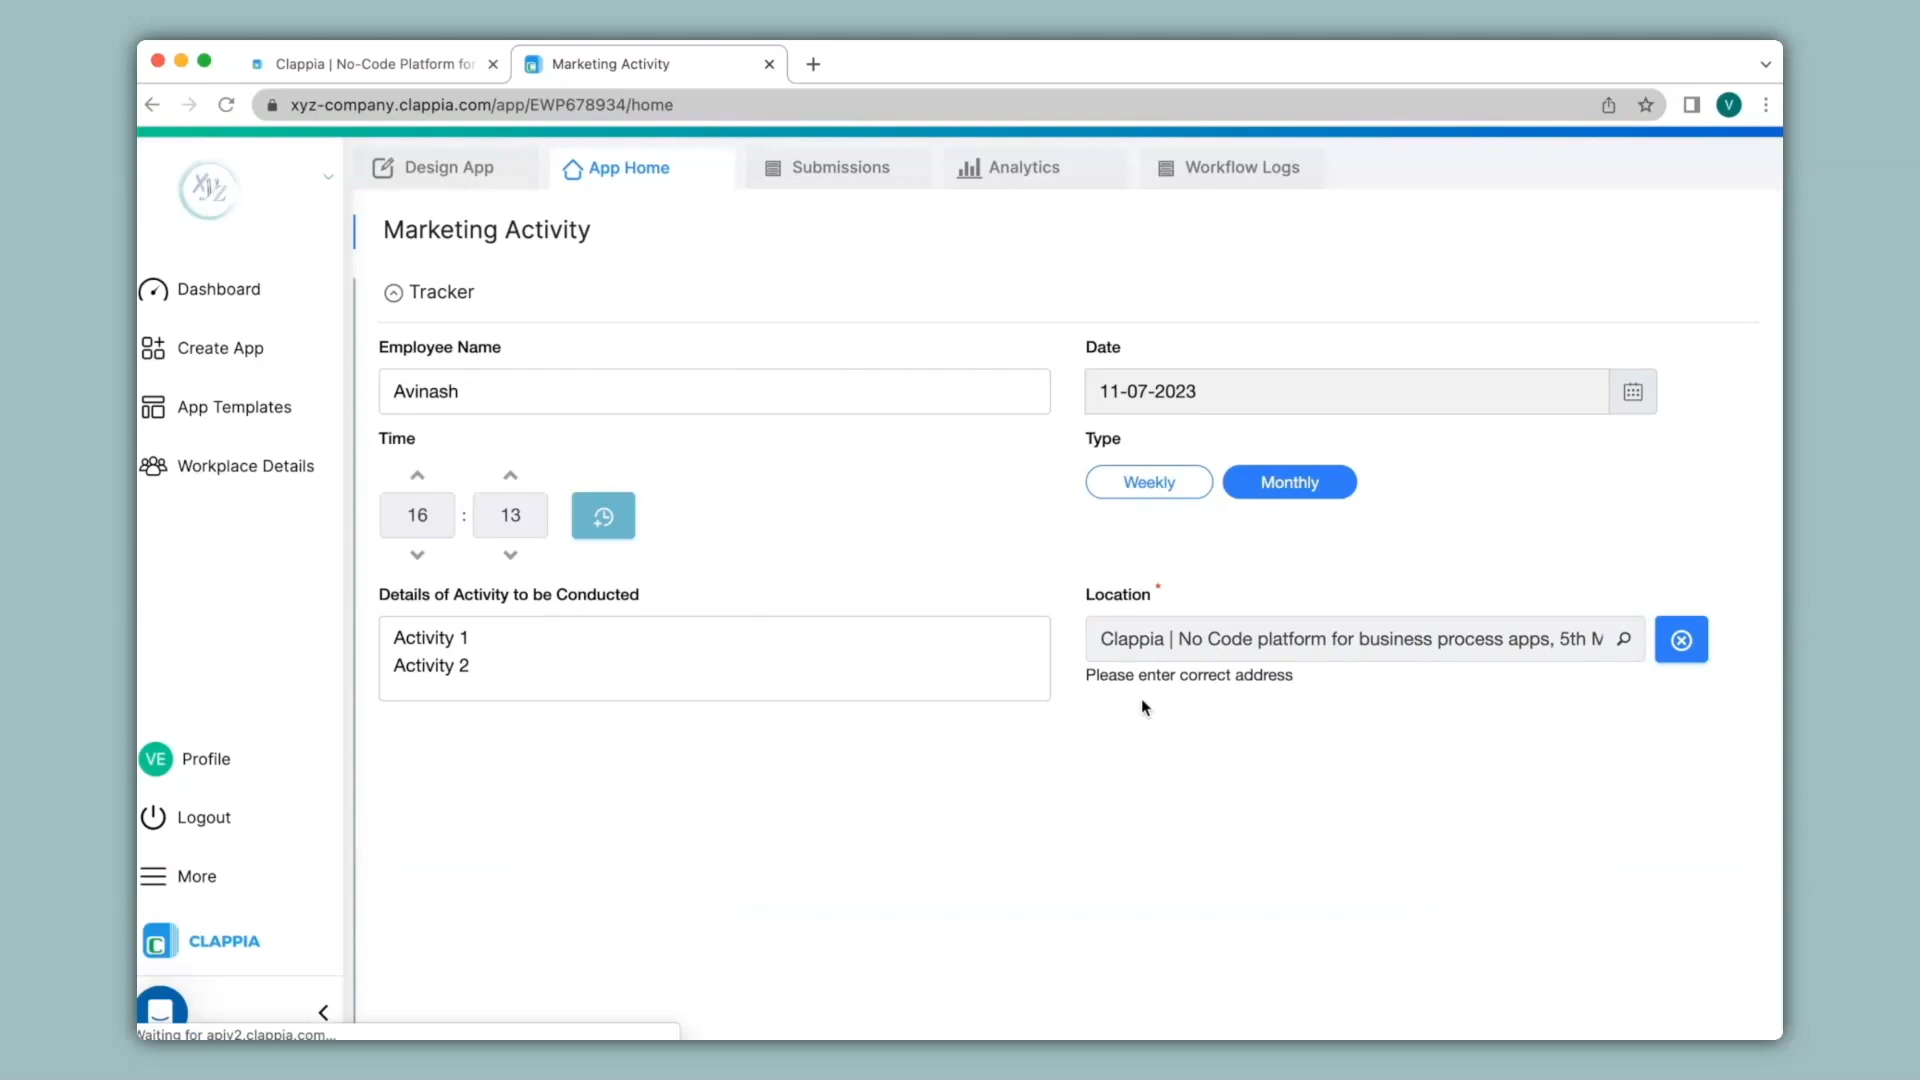 Clappia | No-Code Platform for
Marketing Activity
xyz-company.clappia.com/app/EWP678934/home
V
XYZ
Design App
App Home
Submissions
Analytics
Workflow Logs
Dashboard
Create App
App Templates
Workplace Details
VE Profile
Logout
More
CLAPPIA
Marketing Activity
Tracker
Employee Name
Avinash
Date
11-07-2023
Time
16 : 13
Type
Weekly
Monthly
Details of Activity to be Conducted
Activity 1
Activity 2
Location *
Clappia | No Code platform for business process apps, 5th M
Please enter correct address
Waiting for apiv2.clappia.com...